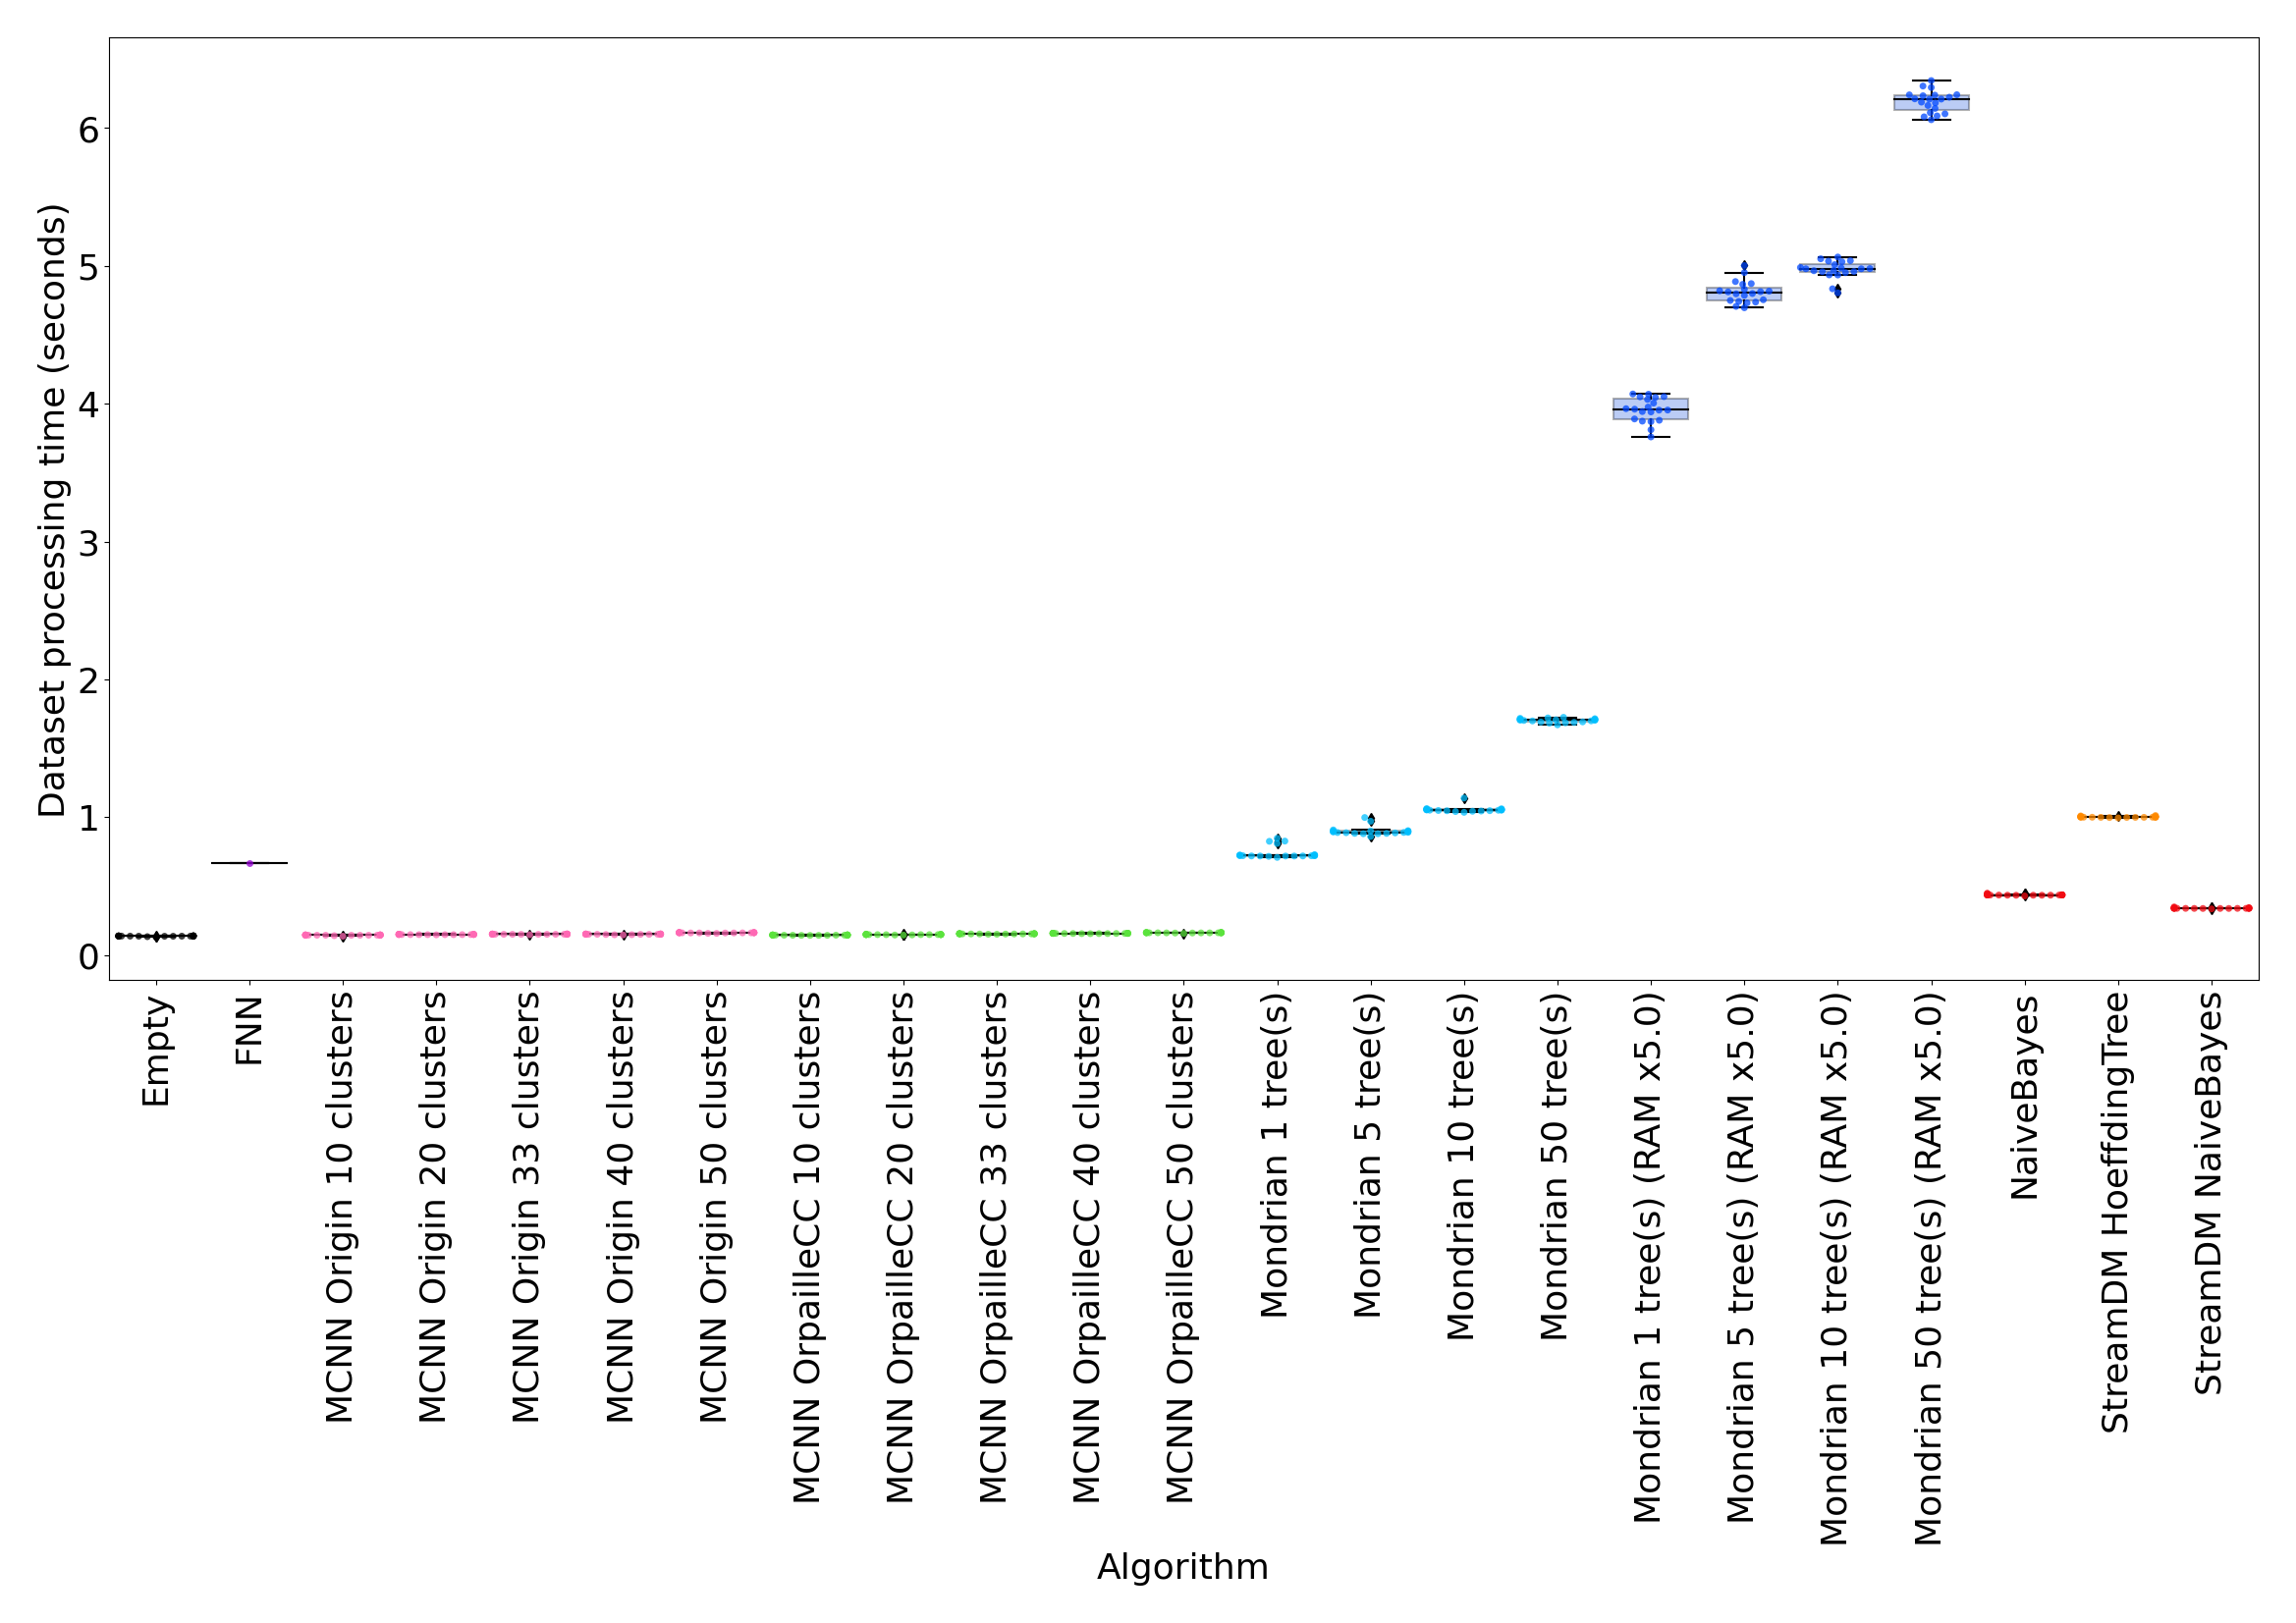 Dataset processing time (seconds)
6
5
4
3
2
1
0
Empty
FNN
MCNN Origin 10 clusters
MCNN Origin 20 clusters
MCNN Origin 33 clusters
MCNN Origin 40 clusters
MCNN Origin 50 clusters
MCNN OrpailleCC 10 clusters
MCNN OrpailleCC 20 clusters
MCNN OrpailleCC 33 clusters
MCNN OrpailleCC 40 clusters
MCNN OrpailleCC 50 clusters
Mondrian 1 tree(s)
Mondrian 5 tree(s)
Mondrian 10 tree(s)
Mondrian 50 tree(s)
Mondrian 1 tree(s) (RAM x5.0)
Mondrian 5 tree(s) (RAM x5.0)
Mondrian 10 tree(s) (RAM x5.0)
Mondrian 50 tree(s) (RAM x5.0)
NaiveBayes
StreamDM HoeffdingTree
StreamDM NaiveBayes
Algorithm